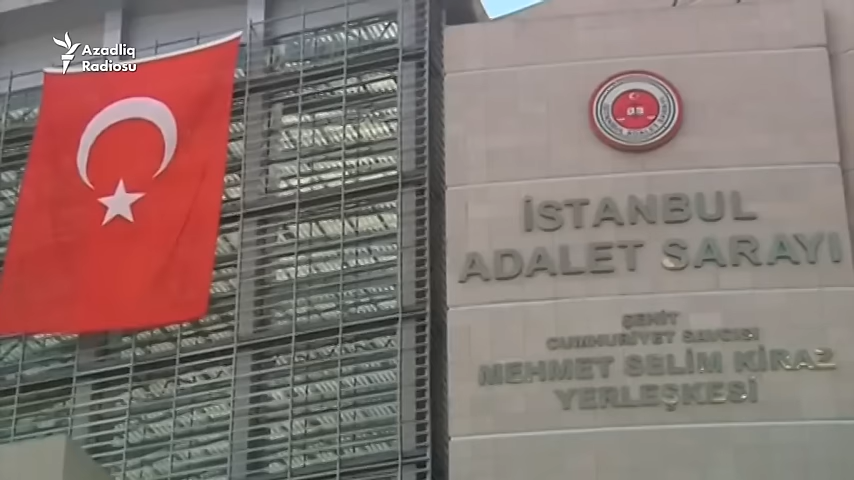 Azadlıq
Radiosu
İSTANBUL
ADALET SARAYI
ŞEHİT
CUMHURİYET SAVCISI
MEHMET SELİM KİRAZ
YERLEŞKESİ